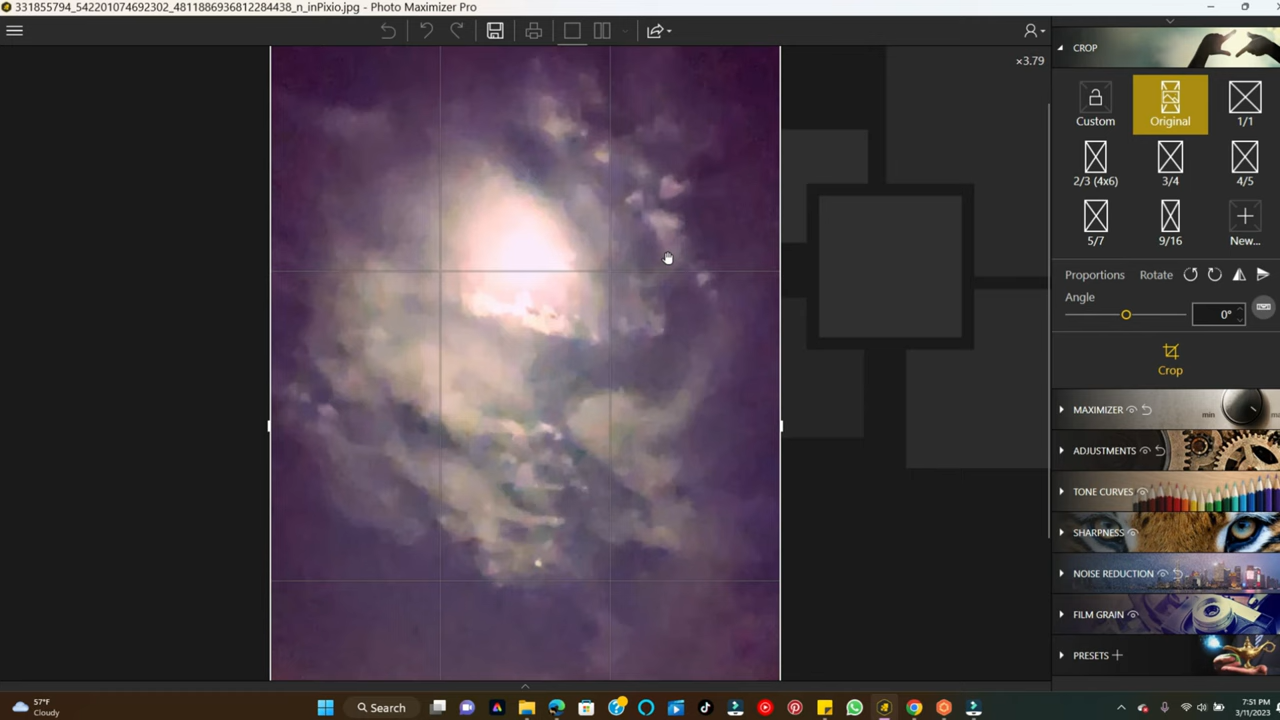 331855794_542201074692302_4811886936812284438_n_inPixio.jpg - Photo Maximizer Pro
CROP
×3.79
Custom
Original
1/1
2/3 (4x6)
3/4
4/5
5/7
9/16
New...
Proportions
Rotate
Angle
0°
Crop
MAXIMIZER
min
ADJUSTMENTS
TONE CURVES
SHARPNESS
NOISE REDUCTION
FILM GRAIN
PRESETS
57°F
Cloudy
Search
7:51 PM
3/11/2023